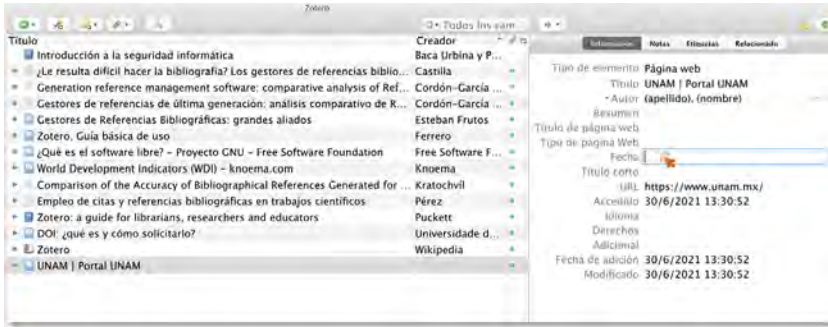 Zotero
Todos los cam
Título Creador
Introducción a la seguridad informática Baca Urbina y P...
¿Le resulta difícil hacer la bibliografía? Los gestores de referencias biblio... Castilla
Generation reference management software: comparative analysis of Ref... Cordón-García ...
Gestores de referencias de última generación: análisis comparativo de R... Cordón-García ...
Gestores de Referencias Bibliográficas: grandes aliados Esteban Frutos
Zotero, Guía básica de uso Ferrero
¿Qué es el software libre? - Proyecto GNU - Free Software Foundation Free Software F...
World Development Indicators (WDI) - knoema.com Knoema
Comparison of the Accuracy of Bibliographical References Generated for ... Kratochvíl
Empleo de citas y referencias bibliográficas en trabajos científicos Pérez
Zotero: a guide for librarians, researchers and educators Puckett
DOI: ¿qué es y cómo solicitarlo? Universidade d...
Zotero Wikipedia
UNAM | Portal UNAM
Información Notas Etiquetas Relacionado
Tipo de elemento Página web
Título UNAM | Portal UNAM
Autor (apellido), (nombre)
Resumen
Título de página web
Tipo de página Web
Fecha
Título corto
URL https://www.unam.mx/
Accedido 30/6/2021 13:30:52
Idioma
Derechos
Adicional
Fecha de adición 30/6/2021 13:30:52
Modificado 30/6/2021 13:30:52